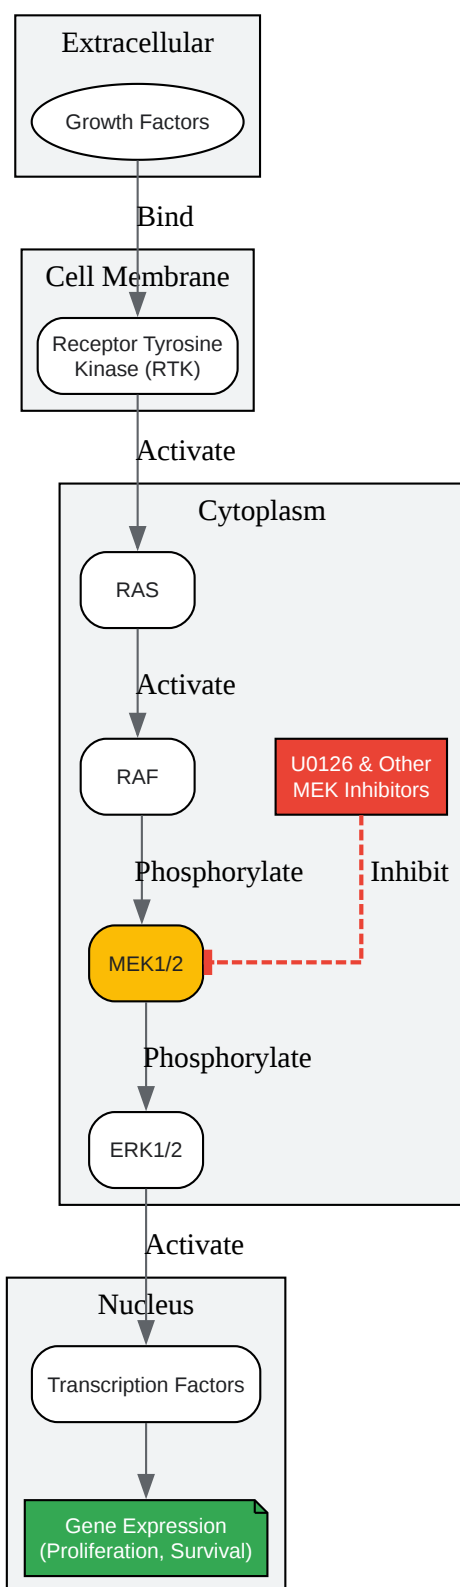 Extracellular
Growth Factors
Bind
Cell Membrane
Receptor Tyrosine
Kinase (RTK)
Activate
Cytoplasm
RAS
Activate
RAF
U0126 & Other
MEK Inhibitors
Phosphorylate
Inhibit
MEK1/2
Phosphorylate
ERK1/2
Activate
Nucleus
Transcription Factors
Gene Expression
(Proliferation, Survival)